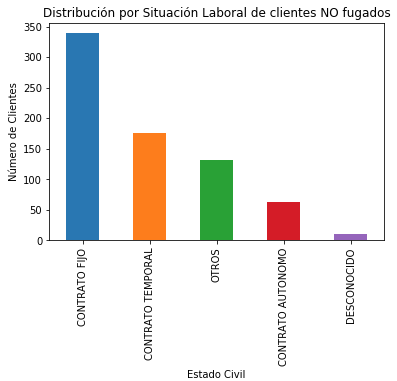 Distribución por Situación Laboral de clientes NO fugados
Número de Clientes
350
300
250
200
150
100
50
0
CONTRATO FIJO
CONTRATO TEMPORAL
OTROS
CONTRATO AUTONOMO
DESCONOCIDO
Estado Civil